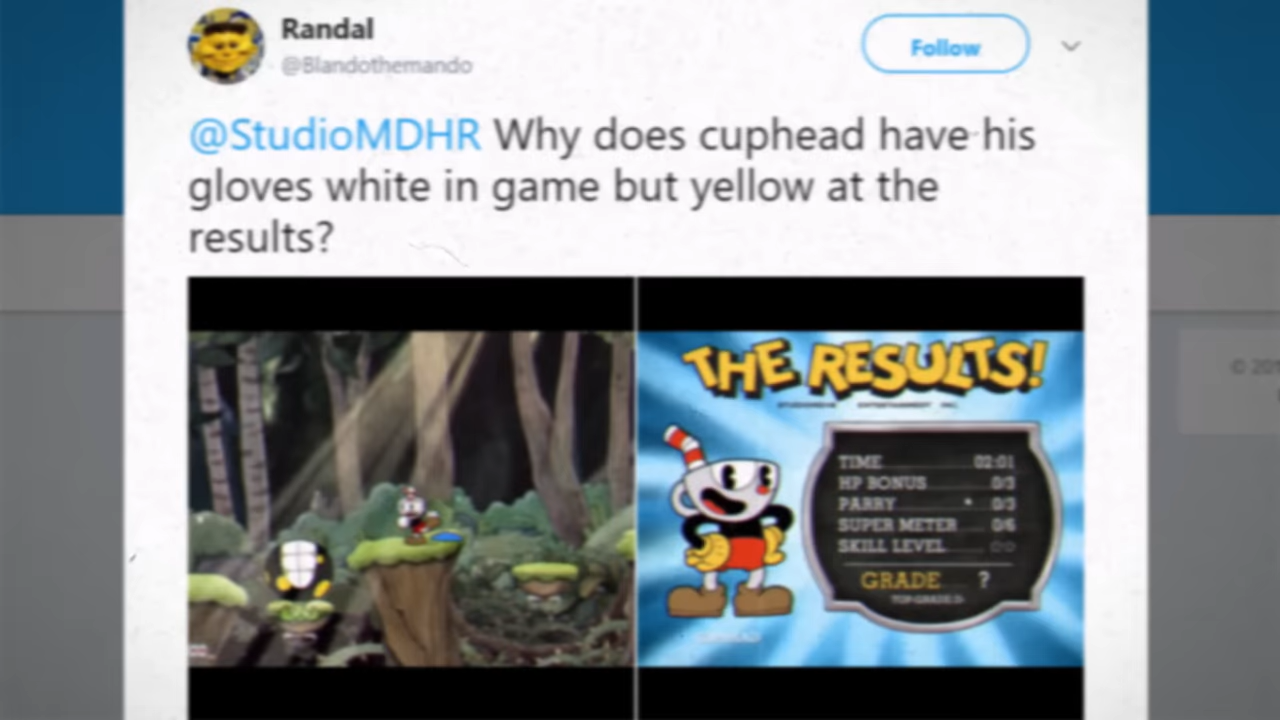 Randal
@Blandothemando
Follow
@StudioMDHR Why does cuphead have his
gloves white in game but yellow at the
results?
THE RESULTS!
TIME 02:01
HP BONUS 0/3
PARRY 0/3
SUPER METER 0/6
SKILL LEVEL
GRADE ?
© 201